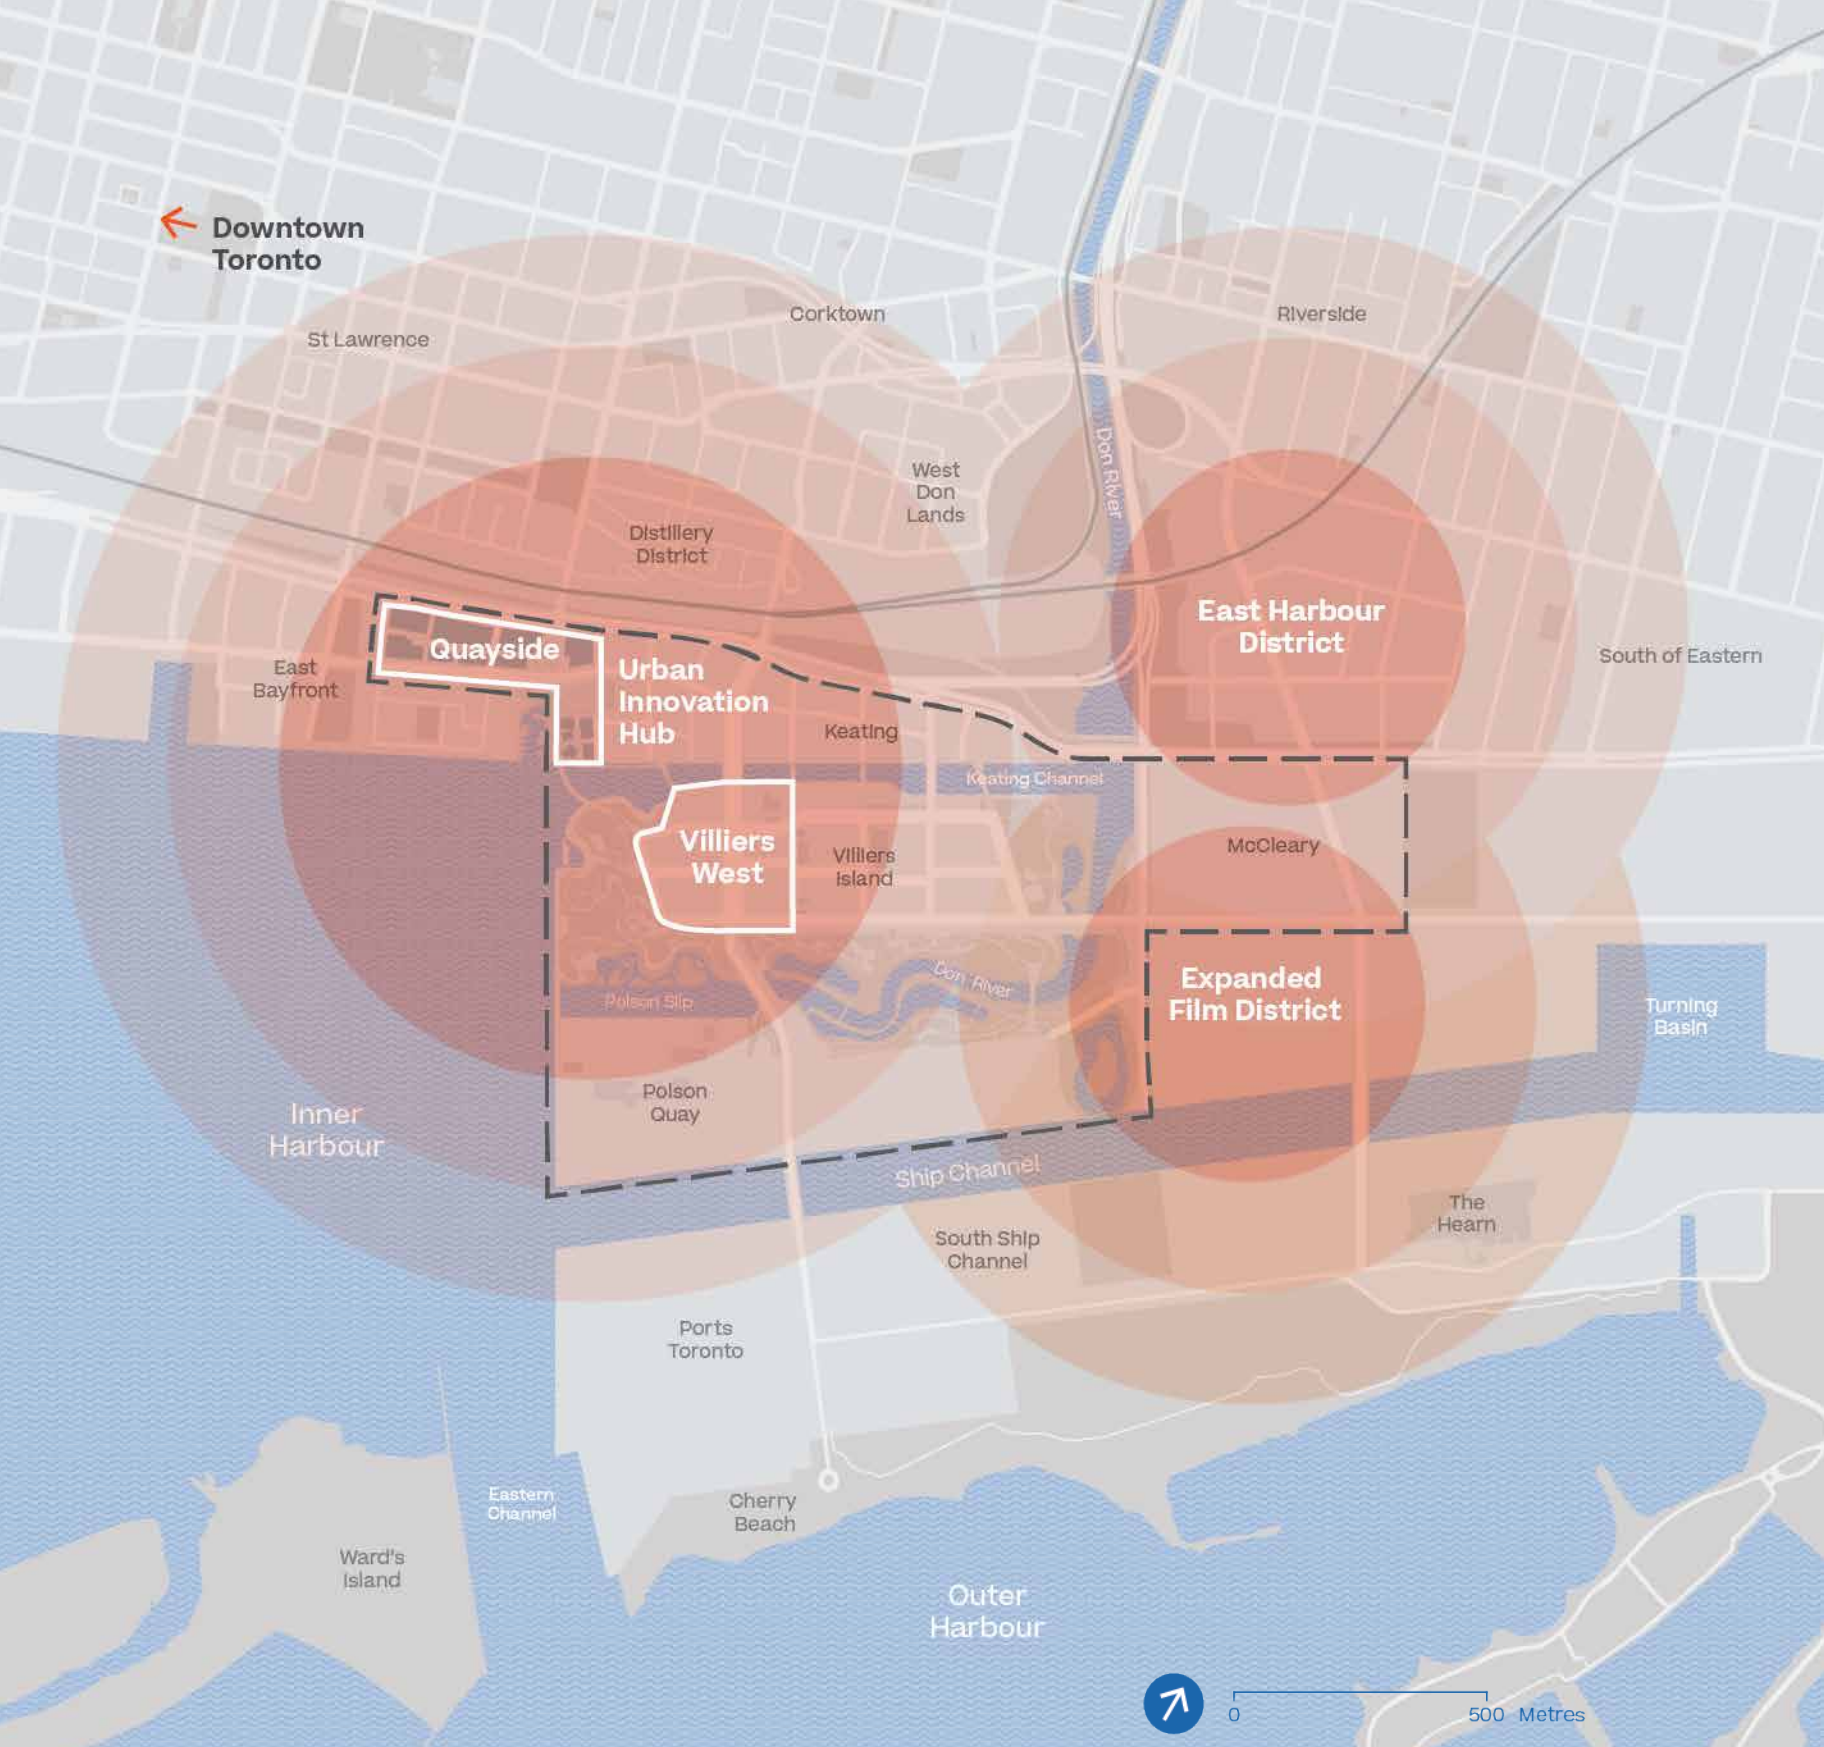 Downtown
Toronto
St Lawrence
Corktown
Riverside
West
Don
Lands
Don River
Distillery
District
East Harbour
District
Quayside
South of Eastern
East
Bayfront
Urban
Innovation
Hub
Keating
Keating Channel
Villiers
West
Villiers
Island
McCleary
Don River
Expanded
Film District
Polson Slip
Turning
Basin
Polson
Quay
Inner
Harbour
Ship Channel
The
Hearn
South Ship
Channel
Ports
Toronto
Eastern
Channel
Cherry
Beach
Ward's
Island
Outer
Harbour
0 500 Metres